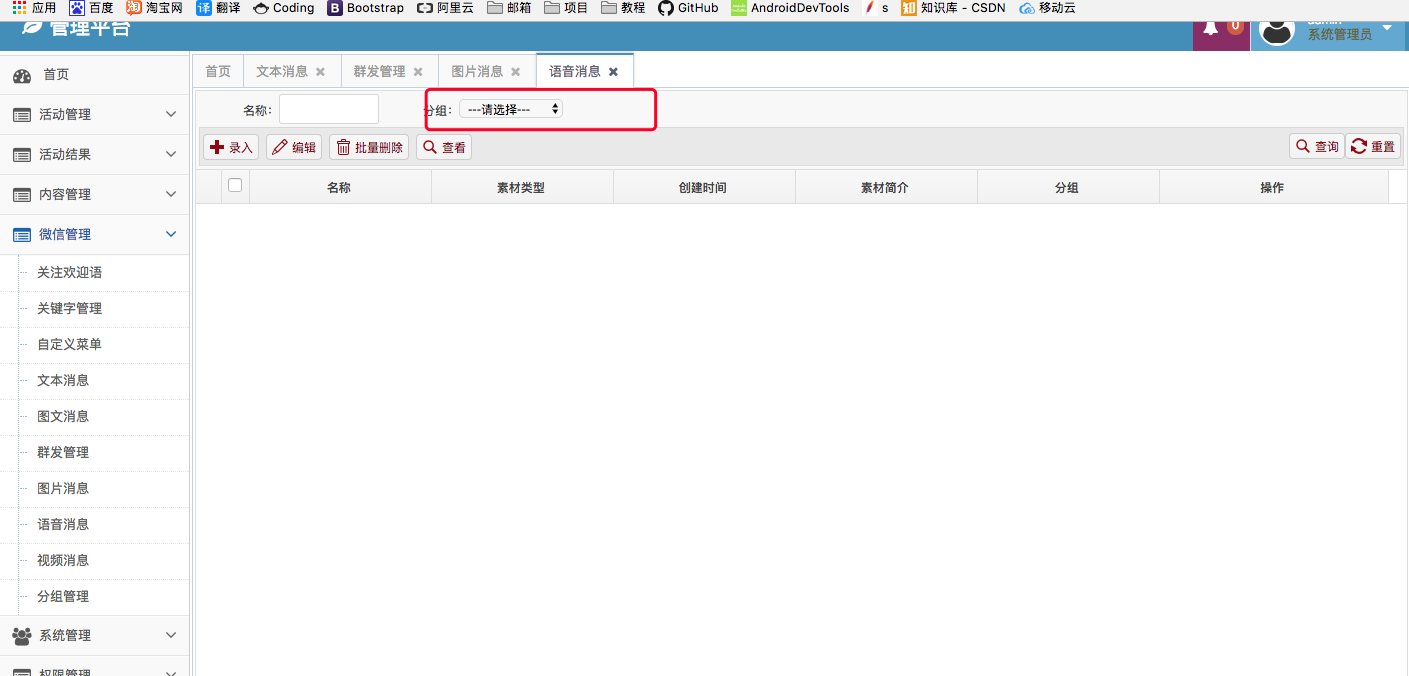 应用 百度 淘宝网 翻译 Coding Bootstrap 阿里云 邮箱 项目 教程 GitHub AndroidDevTools s 知识库 - CSDN 移动云
管理平台 0 admin
系统管理员
首页 文本消息 群发管理 图片消息 语音消息
名称： 分组： ---请选择---
录入 编辑 批量删除 查看 查询 重置
名称 素材类型 创建时间 素材简介 分组 操作
首页
活动管理
活动结果
内容管理
微信管理
关注欢迎语
关键字管理
自定义菜单
文本消息
图文消息
群发管理
图片消息
语音消息
视频消息
分组管理
系统管理
权限管理